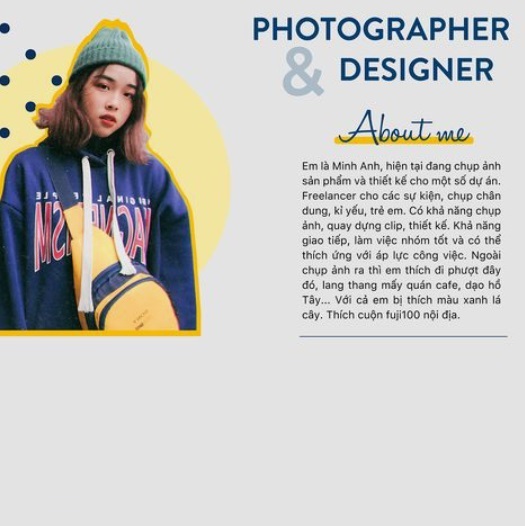 PHOTOGRAPHER
& DESIGNER
About me
Em là Minh Anh, hiện tại đang chụp ảnh
sản phẩm và thiết kế cho một số dự án.
Freelancer cho các sự kiện, chụp chân
dung, kỉ yếu, trẻ em. Có khả năng chụp
ảnh, quay dựng clip, thiết kế. Khả năng
giao tiếp, làm việc nhóm tốt và có thể
thích ứng với áp lực công việc. Ngoài
chụp ảnh ra thì em thích đi phượt đây
đó, lang thang mấy quán cafe, dạo hồ
Tây... Với cả em bị thích màu xanh lá
cây. Thích cuộn fuji100 nội địa.